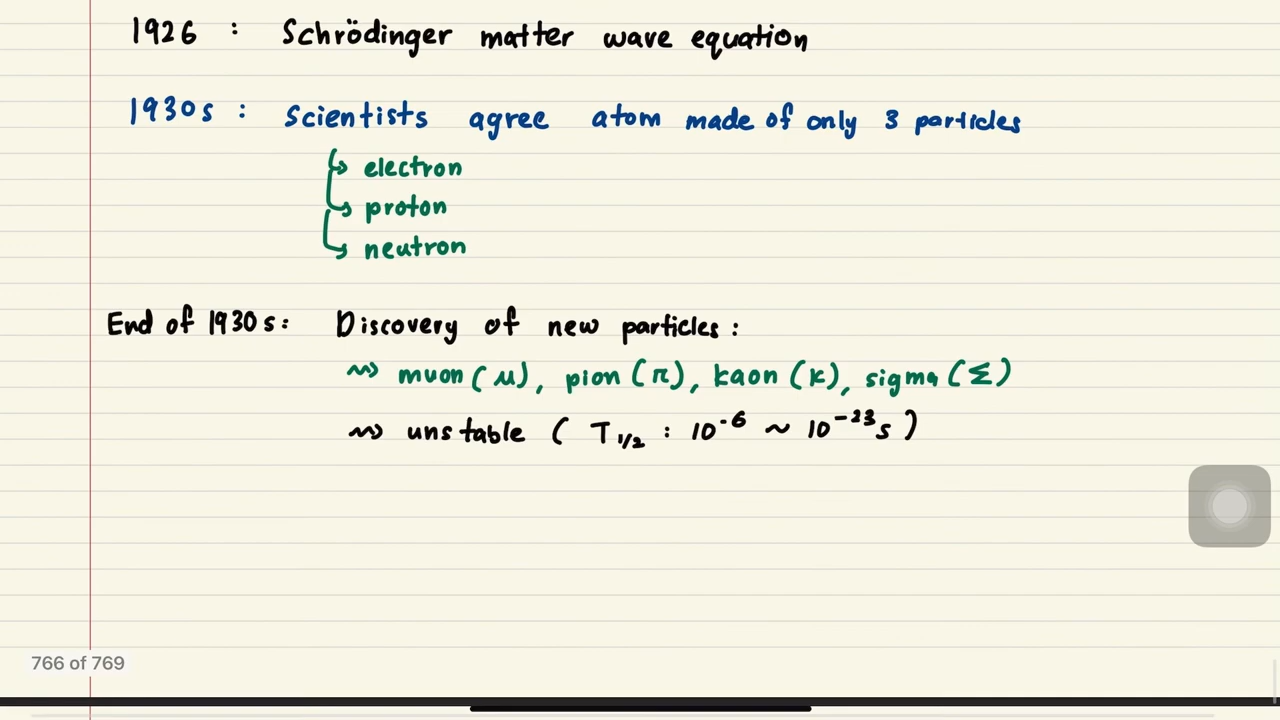 1926 : Schrödinger matter wave equation
1930s : Scientists agree atom made of only 3 particles
↳ electron
↳ proton
↳ neutron
End of 1930s: Discovery of new particles :
⇝ muon (μ), pion (π), kaon (K), sigma (Σ)
⇝ unstable ( T₁/₂ : 10⁻⁶ ~ 10⁻²³s )
766 of 769